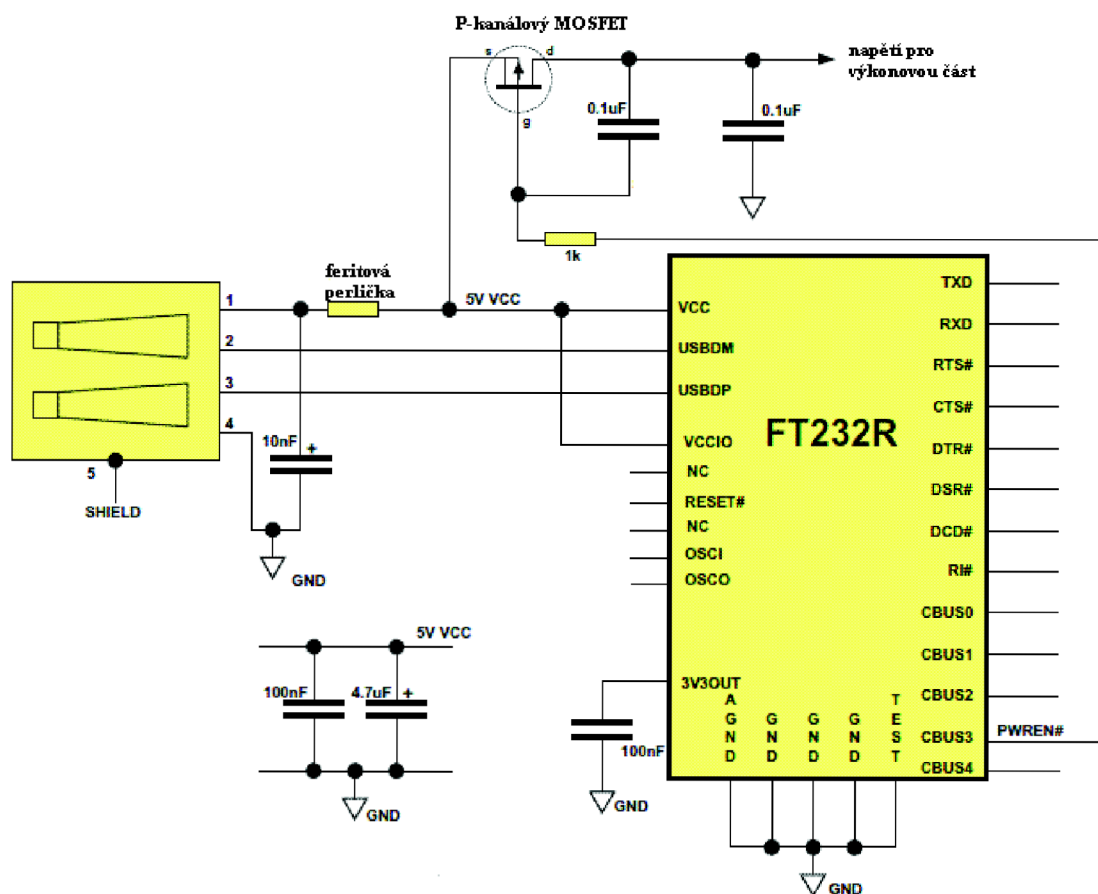 P-kanálový MOSFET
s
d
g
napětí pro
výkonovou část
0.1uF
0.1uF
1k
feritová
perlička
5V VCC
1
2
3
4
5
SHIELD
10nF
+
GND
VCC
USBDM
USBDP
VCCIO
NC
RESET#
NC
OSCI
OSCO
3V3OUT
FT232R
TXD
RXD
RTS#
CTS#
DTR#
DSR#
DCD#
RI#
CBUS0
CBUS1
CBUS2
CBUS3
PWREN#
CBUS4
AGND
GND
GND
GND
TEST
5V VCC
100nF
4.7uF
+
GND
100nF
GND
GND